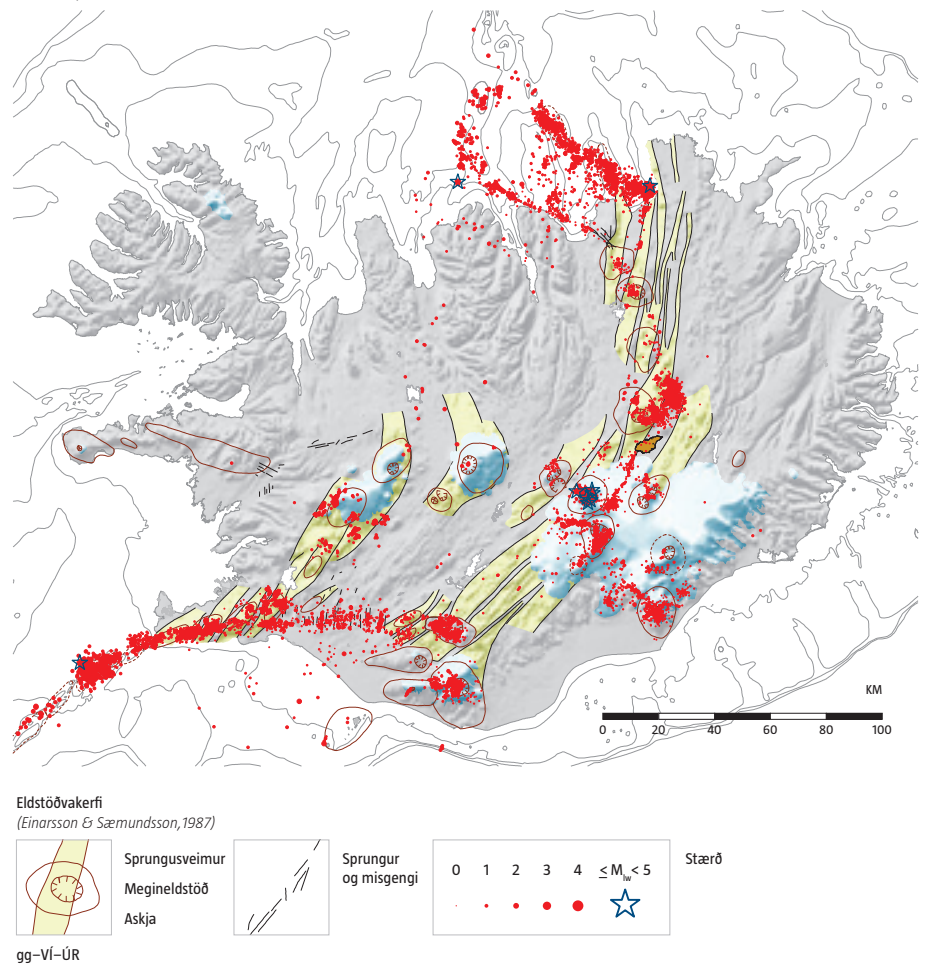 KM
0 20 40 60 80 100
Eldstöðvakerfi
(Einarsson & Sæmundsson,1987)
Sprungusveimur
Megineldstöð
Askja
Sprungur
og misgengi
0 1 2 3 4 ≤ Mlw < 5
Stærð
gg–VÍ–ÚR